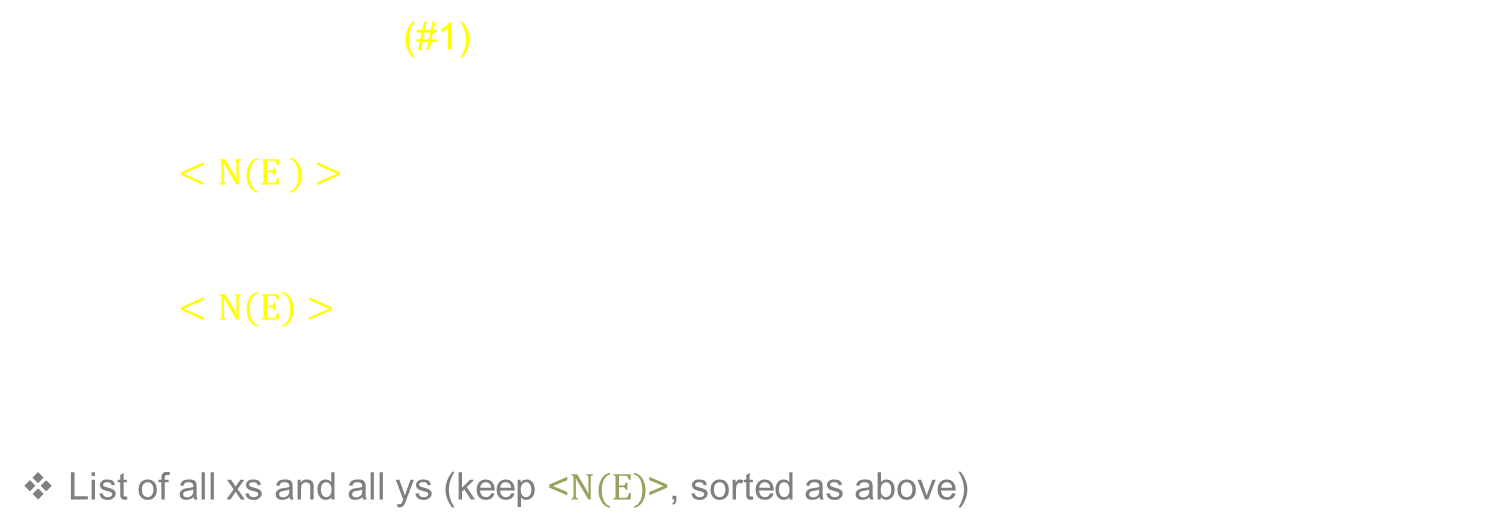 (#1)
< N(E ) >
< N(E) >
❖ List of all xs and all ys (keep <N(E)>, sorted as above)